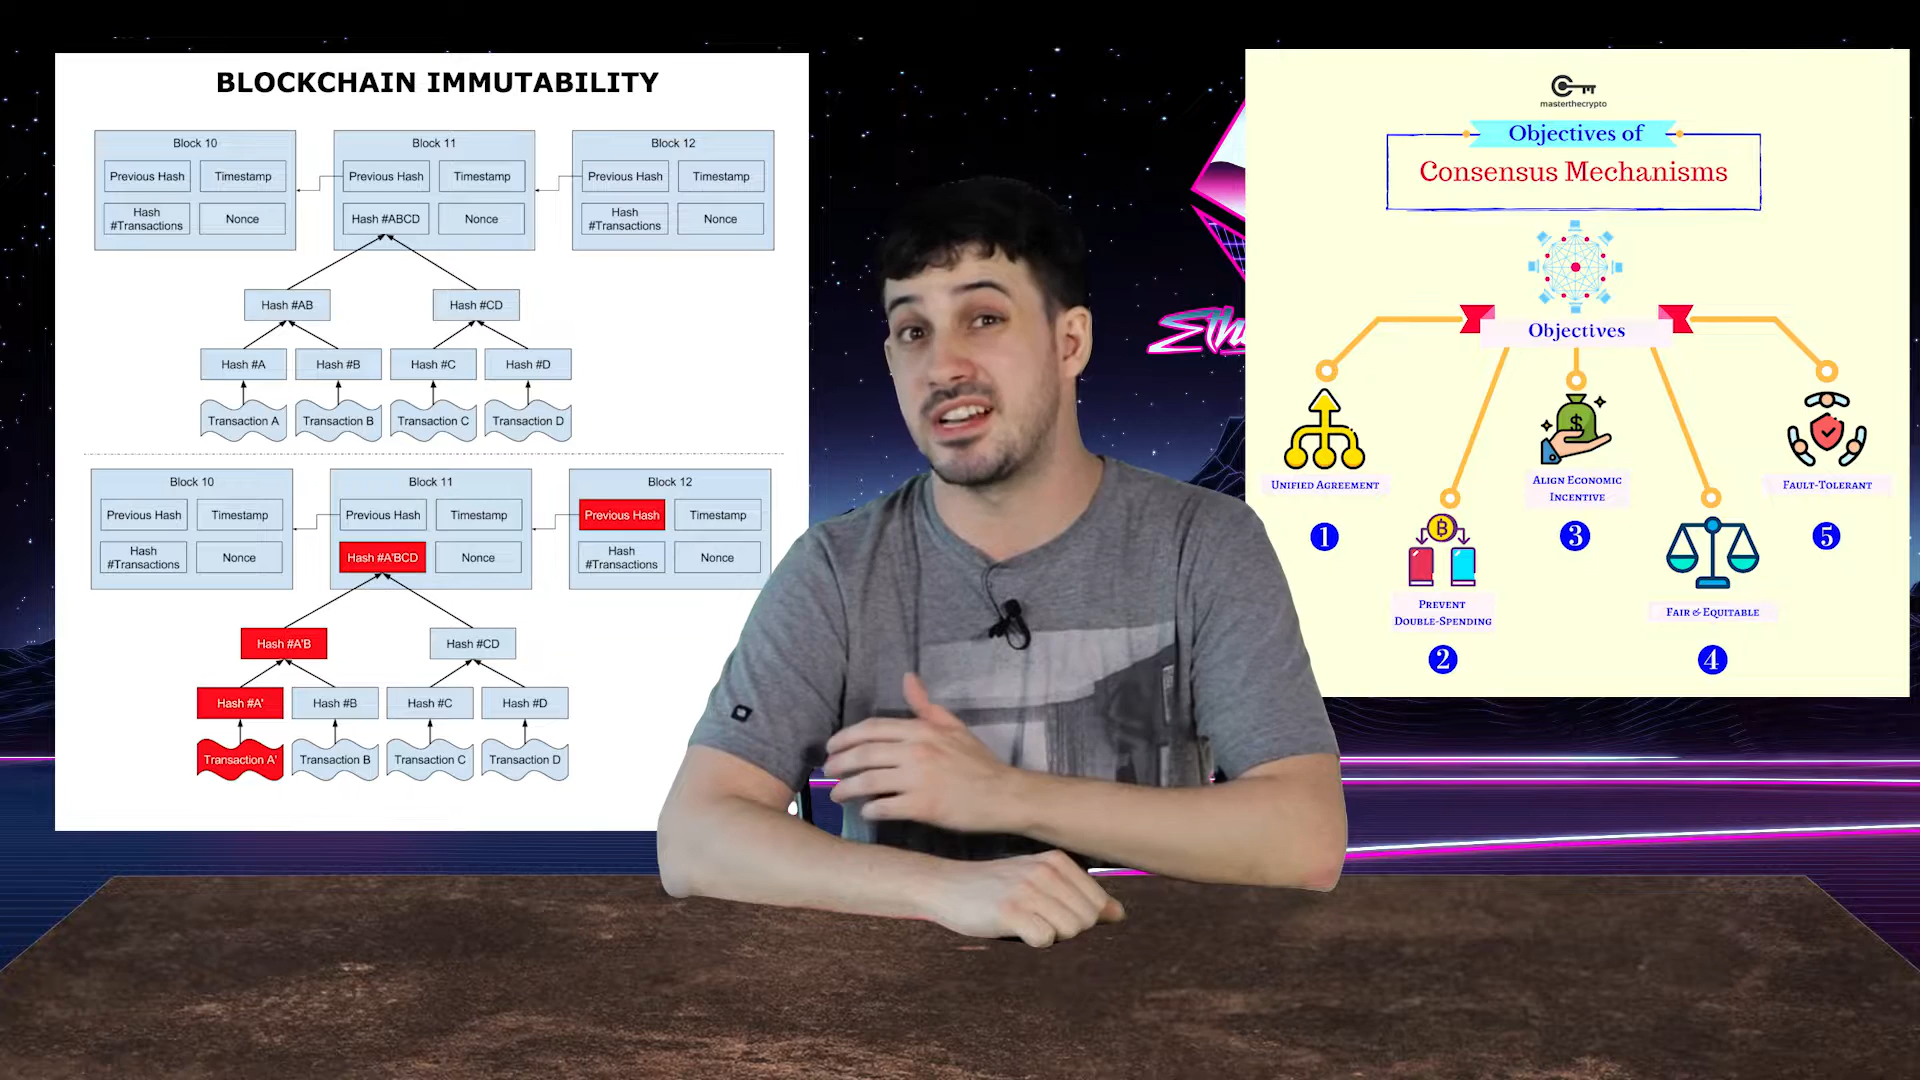 BLOCKCHAIN IMMUTABILITY
Block 10
Block 11
Block 12
Previous Hash
Timestamp
Previous Hash
Timestamp
Previous Hash
Timestamp
Hash
#Transactions
Nonce
Hash #ABCD
Nonce
Hash
#Transactions
Nonce
Hash #AB
Hash #CD
Hash #A
Hash #B
Hash #C
Hash #D
Transaction A
Transaction B
Transaction C
Transaction D
Block 10
Block 11
Block 12
Previous Hash
Timestamp
Previous Hash
Timestamp
Previous Hash
Timestamp
Hash
#Transactions
Nonce
Hash #A'BCD
Nonce
Hash
#Transactions
Nonce
Hash #A'B
Hash #CD
Hash #A'
Hash #B
Hash #C
Hash #D
Transaction A'
Transaction B
Transaction C
Transaction D
Eth
masterthecrypto
Objectives of
Consensus Mechanisms
Objectives
UNIFIED AGREEMENT
1
PREVENT
DOUBLE-SPENDING
2
ALIGN ECONOMIC
INCENTIVE
3
FAIR & EQUITABLE
4
FAULT-TOLERANT
5